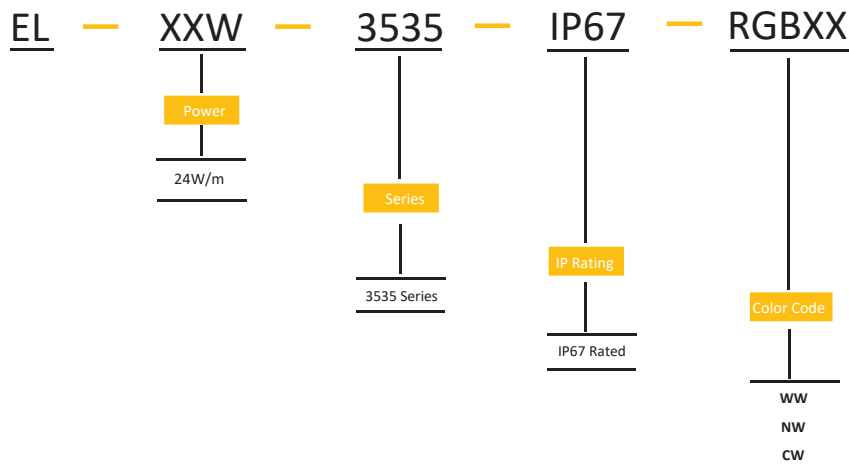 EL — XXW — 3535 — IP67 — RGBXX
Power
24W/m
Series
3535 Series
IP Rating
IP67 Rated
Color Code
WW
NW
CW